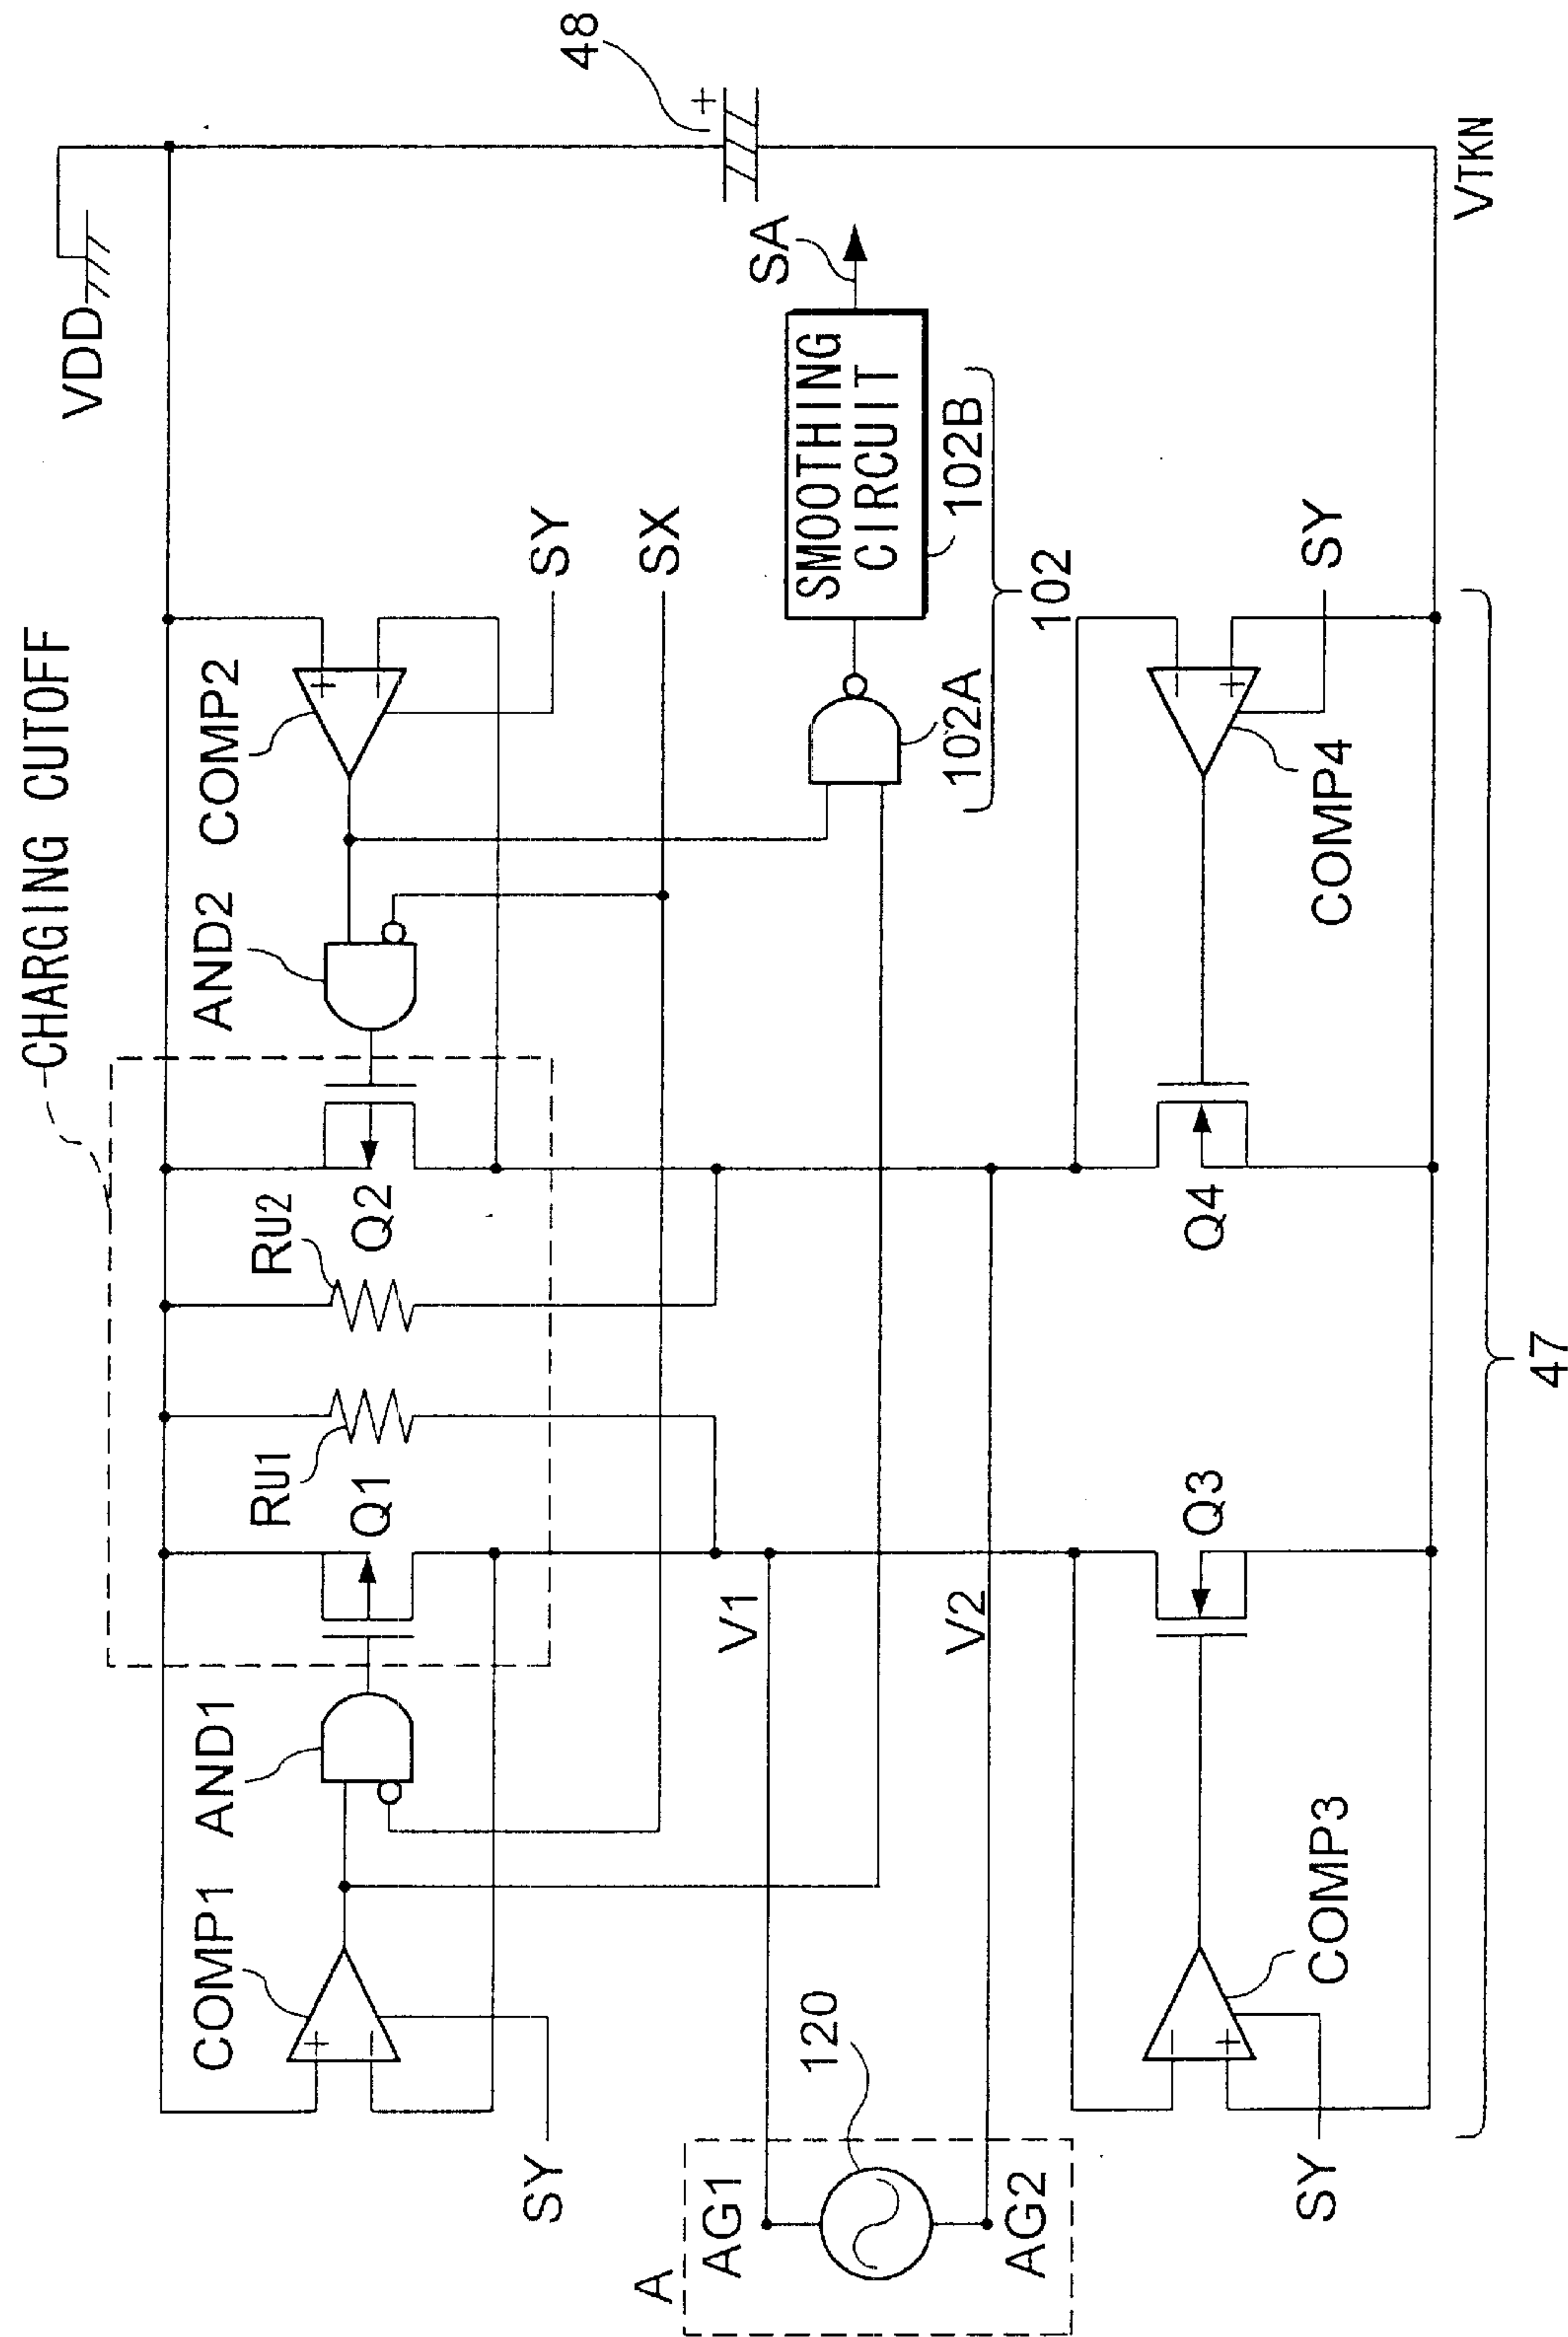 CHARGING CUTOFF
VDD
48
+
COMP1
AND1
RU1
Q1
RU2
Q2
AND2
COMP2
+
−
+
−
SY
SY
SX
A
AG1
120
AG2
V1
V2
SA
SMOOTHING
CIRCUIT
102A
102B
102
−
+
−
+
SY
COMP3
Q3
Q4
COMP4
SY
VTKN
47